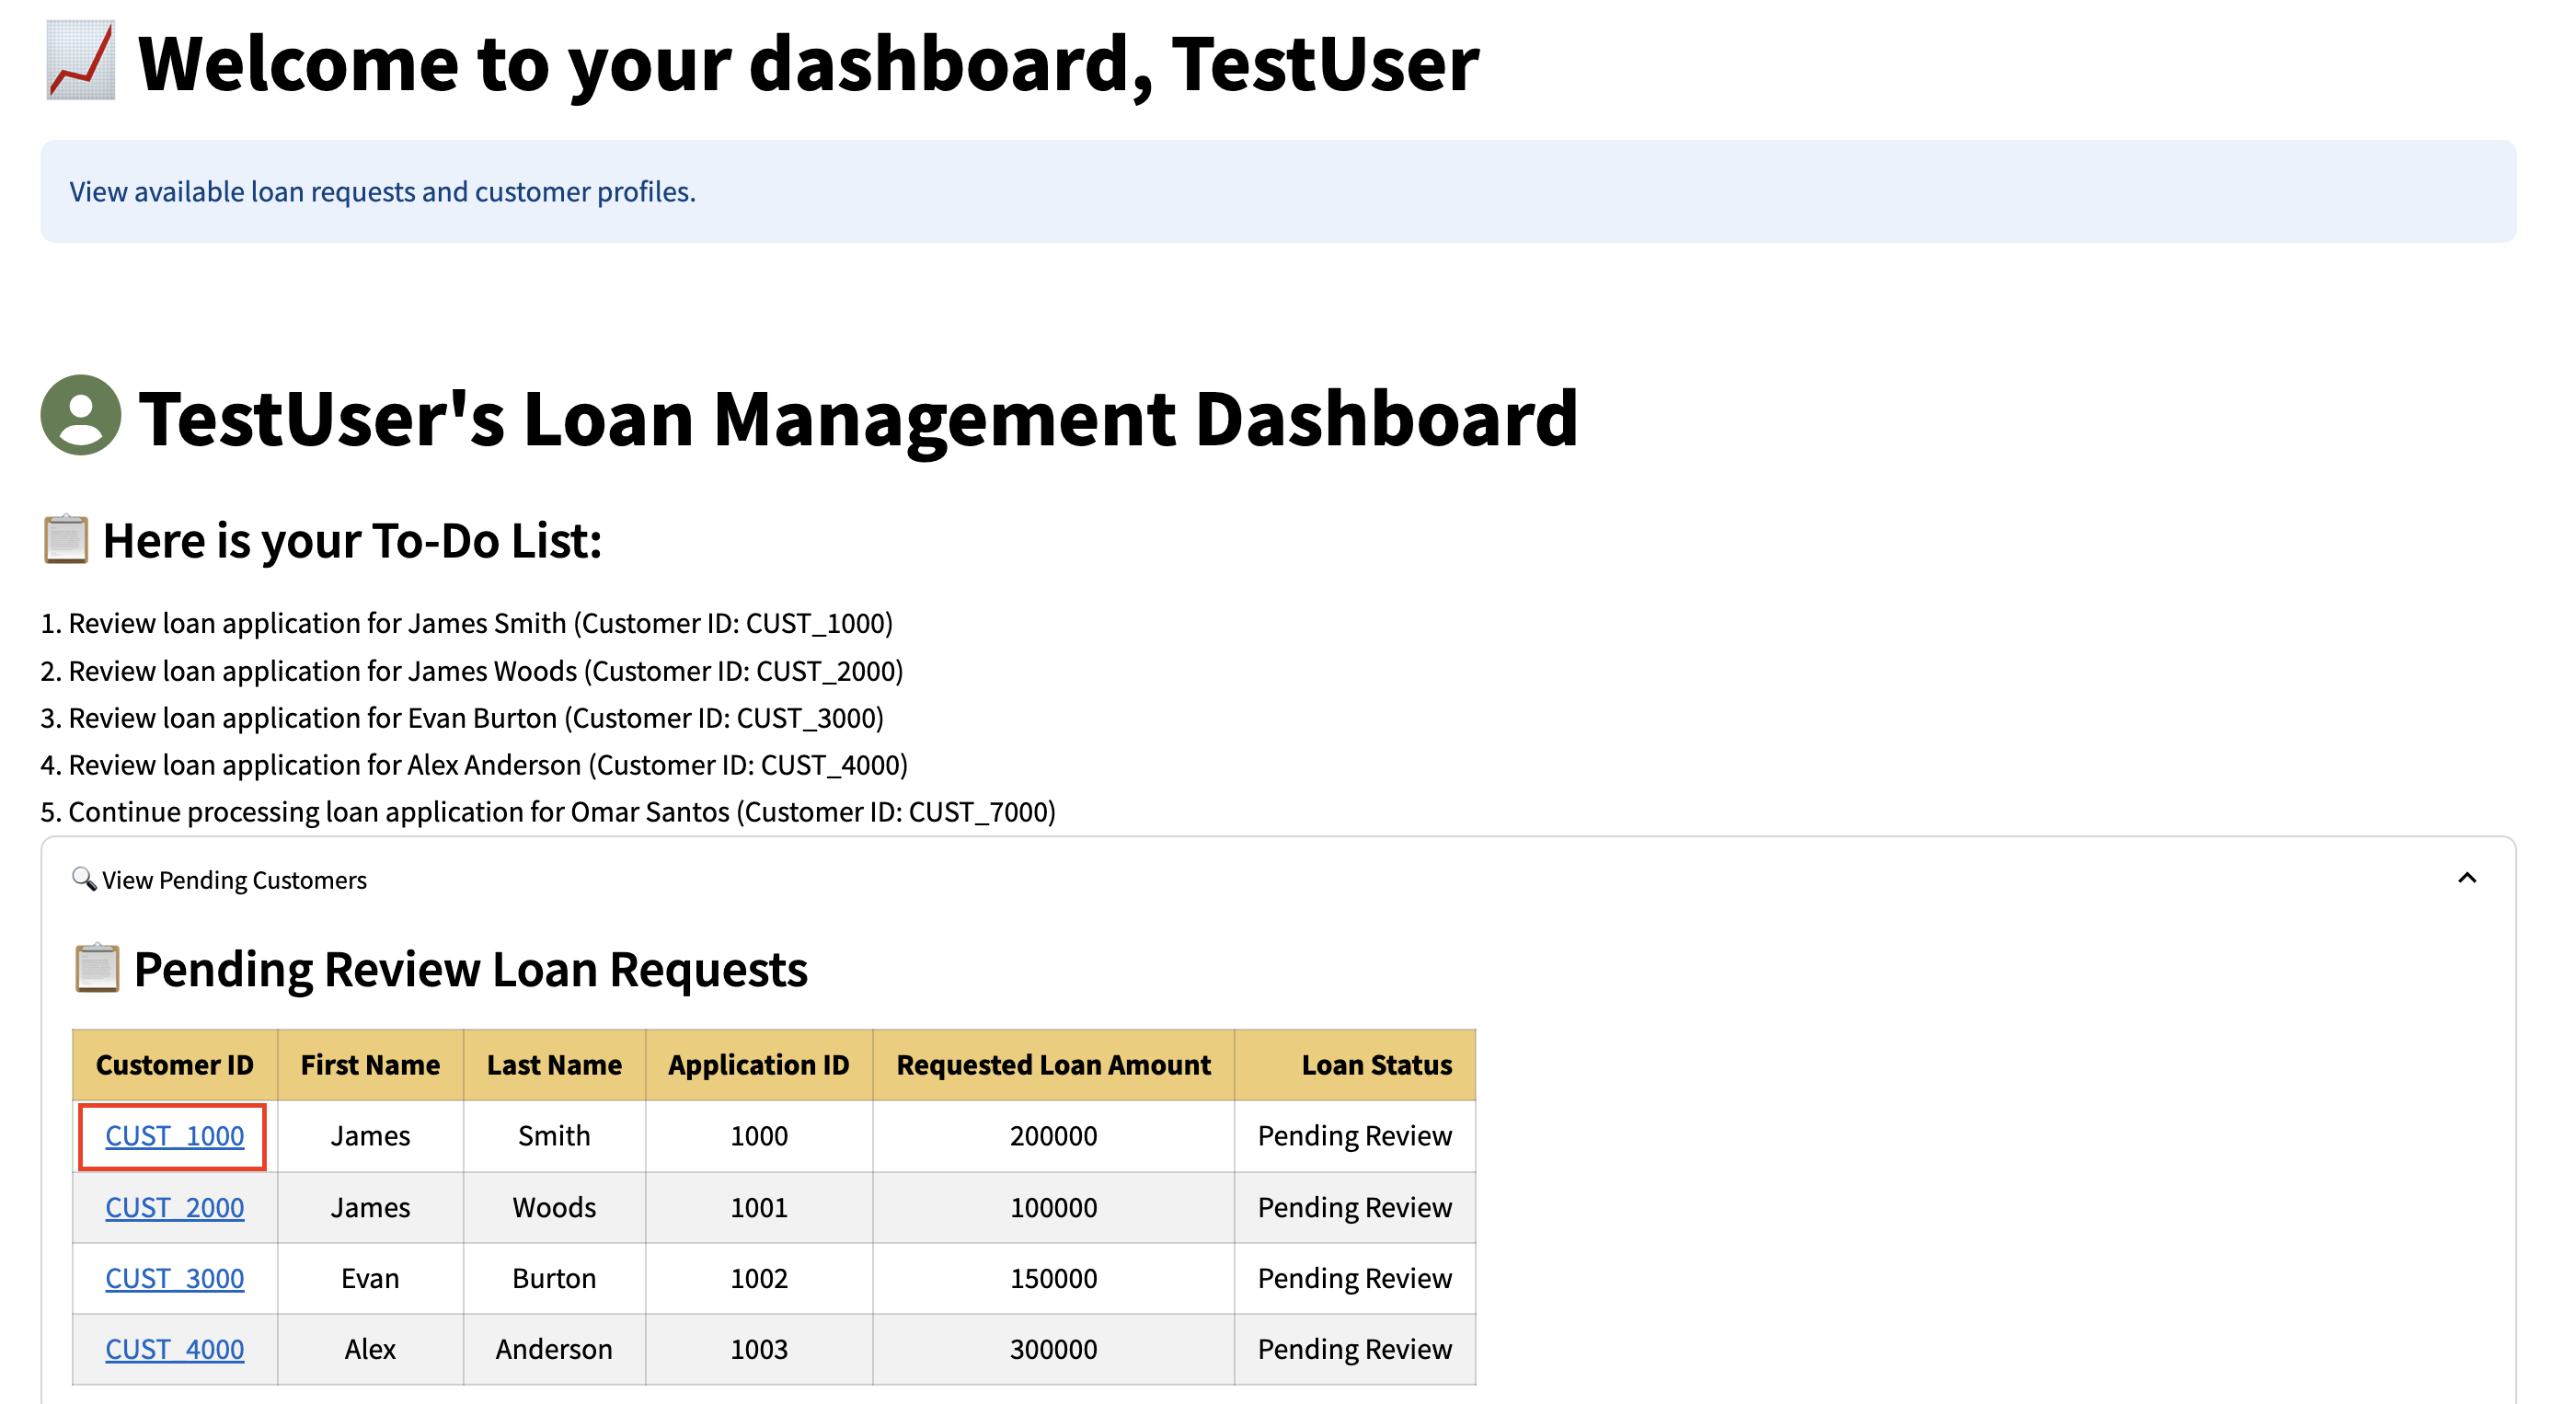 Welcome to your dashboard, TestUser
View available loan requests and customer profiles.
TestUser's Loan Management Dashboard
Here is your To-Do List:
1. Review loan application for James Smith (Customer ID: CUST_1000)
2. Review loan application for James Woods (Customer ID: CUST_2000)
3. Review loan application for Evan Burton (Customer ID: CUST_3000)
4. Review loan application for Alex Anderson (Customer ID: CUST_4000)
5. Continue processing loan application for Omar Santos (Customer ID: CUST_7000)
View Pending Customers
Pending Review Loan Requests
Customer ID First Name Last Name Application ID Requested Loan Amount Loan Status
CUST_1000 James Smith 1000 200000 Pending Review
CUST_2000 James Woods 1001 100000 Pending Review
CUST_3000 Evan Burton 1002 150000 Pending Review
CUST_4000 Alex Anderson 1003 300000 Pending Review